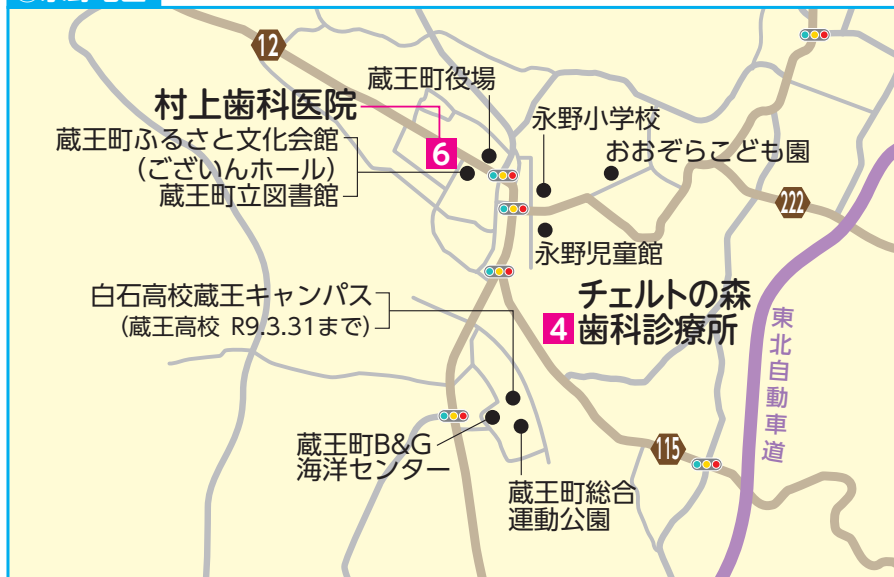 12
蔵王町役場
村上歯科医院
6
永野小学校
蔵王町ふるさと文化会館
(ございんホール)
蔵王町立図書館
おおぞらこども園
222
永野児童館
白石高校蔵王キャンパス
(蔵王高校 R9.3.31まで)
チェルトの森
4 歯科診療所
東北自動車道
蔵王町B&G
海洋センター
115
蔵王町総合
運動公園